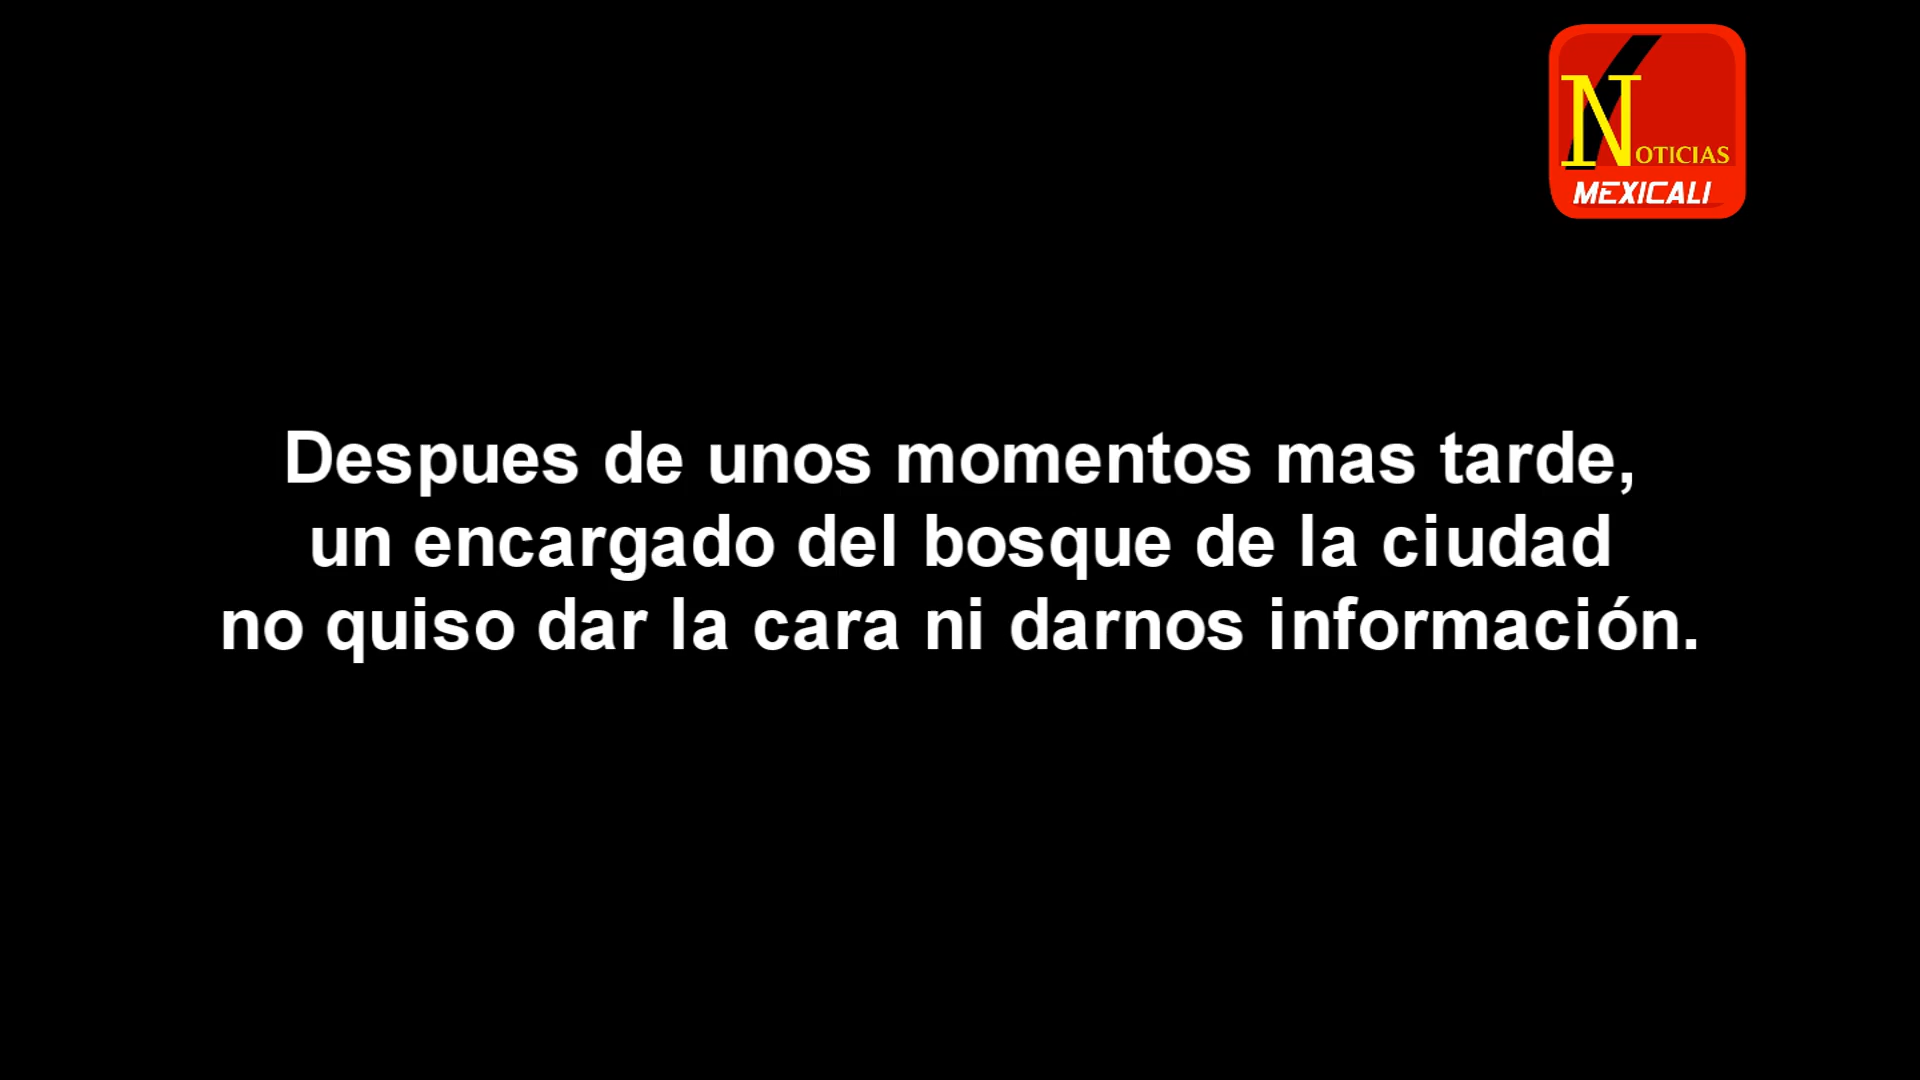 NOTICIAS
MEXICALI
Despues de unos momentos mas tarde,
un encargado del bosque de la ciudad
no quiso dar la cara ni darnos información.